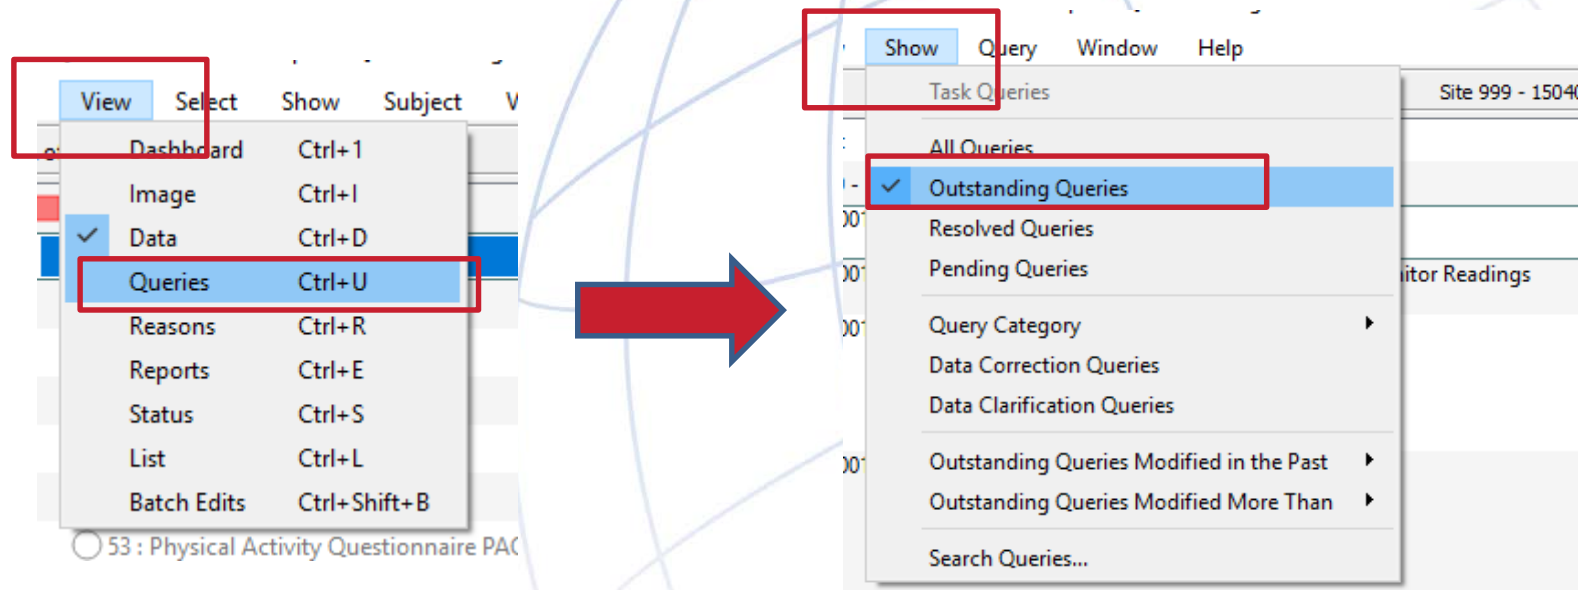 View Select Show Subject
Dashboard Ctrl+1
Image Ctrl+I
Data Ctrl+D
Queries Ctrl+U
Reasons Ctrl+R
Reports Ctrl+E
Status Ctrl+S
List Ctrl+L
Batch Edits Ctrl+Shift+B
53 : Physical Activity Questionnaire
Show Query Window Help
Task Queries
Site 999 - 1504
All Queries
Outstanding Queries
Resolved Queries
Pending Queries
Readings
Query Category
Data Correction Queries
Data Clarification Queries
Outstanding Queries Modified in the Past
Outstanding Queries Modified More Than
Search Queries...